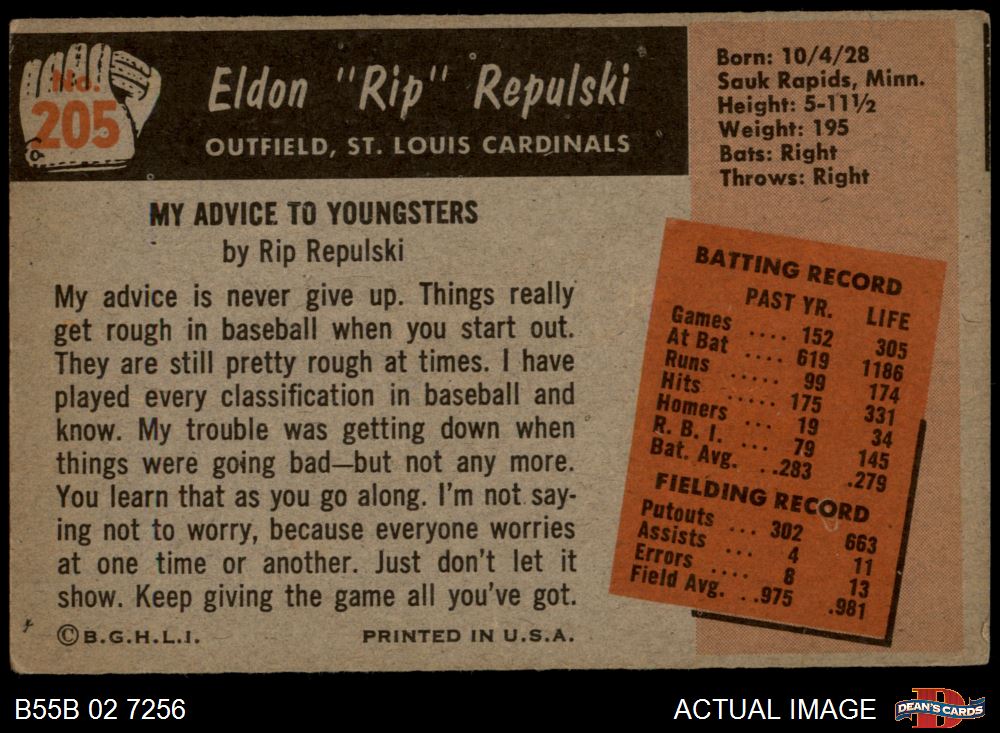 No.
205
Eldon "Rip" Repulski
OUTFIELD, ST. LOUIS CARDINALS
Born: 10/4/28
Sauk Rapids, Minn.
Height: 5-11½
Weight: 195
Bats: Right
Throws: Right
MY ADVICE TO YOUNGSTERS
by Rip Repulski
My advice is never give up. Things really
get rough in baseball when you start out.
They are still pretty rough at times. I have
played every classification in baseball and
know. My trouble was getting down when
things were going bad—but not any more.
You learn that as you go along. I'm not say-
ing not to worry, because everyone worries
at one time or another. Just don't let it
show. Keep giving the game all you've got.
©B.G.H.L.I. PRINTED IN U.S.A.
BATTING RECORD
PAST YR. LIFE
Games .... 152 305
At Bat .... 619 1186
Runs ..... 99 174
Hits ..... 175 331
Homers ... 19 34
R. B. I. ... 79 145
Bat. Avg. ..283 .279
FIELDING RECORD
Putouts ... 302 663
Assists ... 4 11
Errors .... 8 13
Field Avg. ..975 .981
B55B 02 7256
ACTUAL IMAGE
DEAN'S CARDS